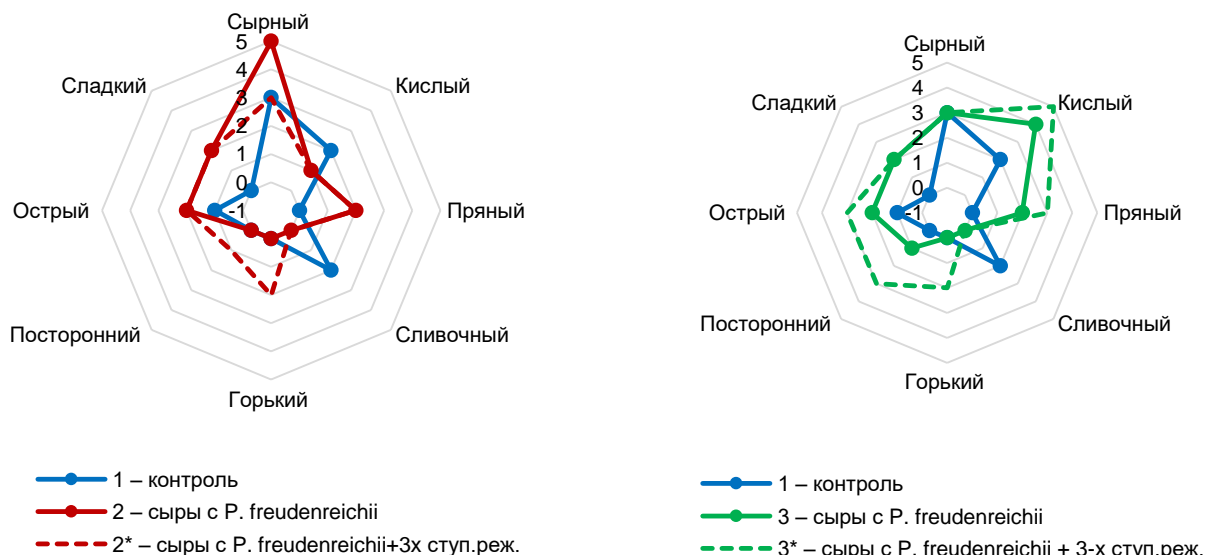 Сырный
5
4
3
2
1
0
-1
Кислый
Пряный
Сливочный
Горький
Посторонний
Острый
Сладкий
1 – контроль
2 – сыры с P. freudenreichii
2* – сыры с P. freudenreichii+3х ступ.реж.
Сырный
5
4
3
2
1
0
-1
Кислый
Пряный
Сливочный
Горький
Посторонний
Острый
Сладкий
1 – контроль
3 – сыры с P. freudenreichii
3* – сыры с P. freudenreichii + 3-х ступ.реж.